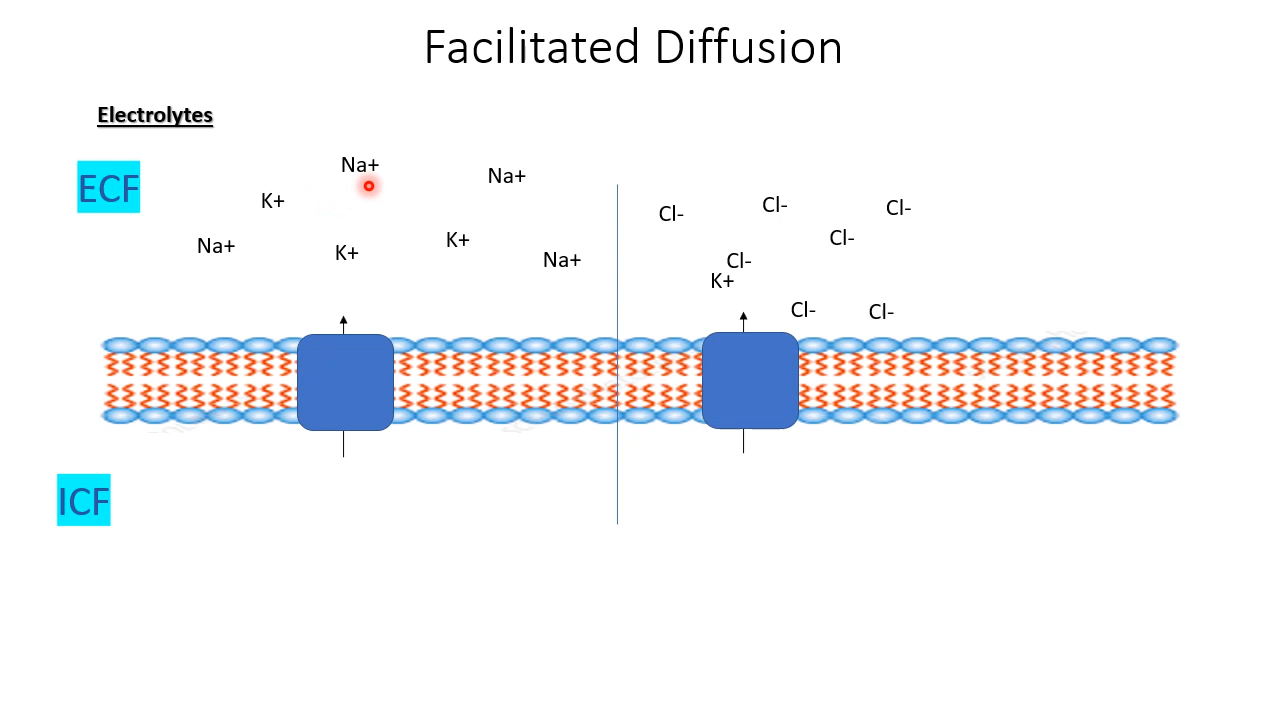 Facilitated Diffusion
Electrolytes
ECF
Na+
Na+
K+
Na+
K+
K+
Na+
Cl-
Cl-
Cl-
Cl-
Cl-
K+
Cl-
Cl-
ICF